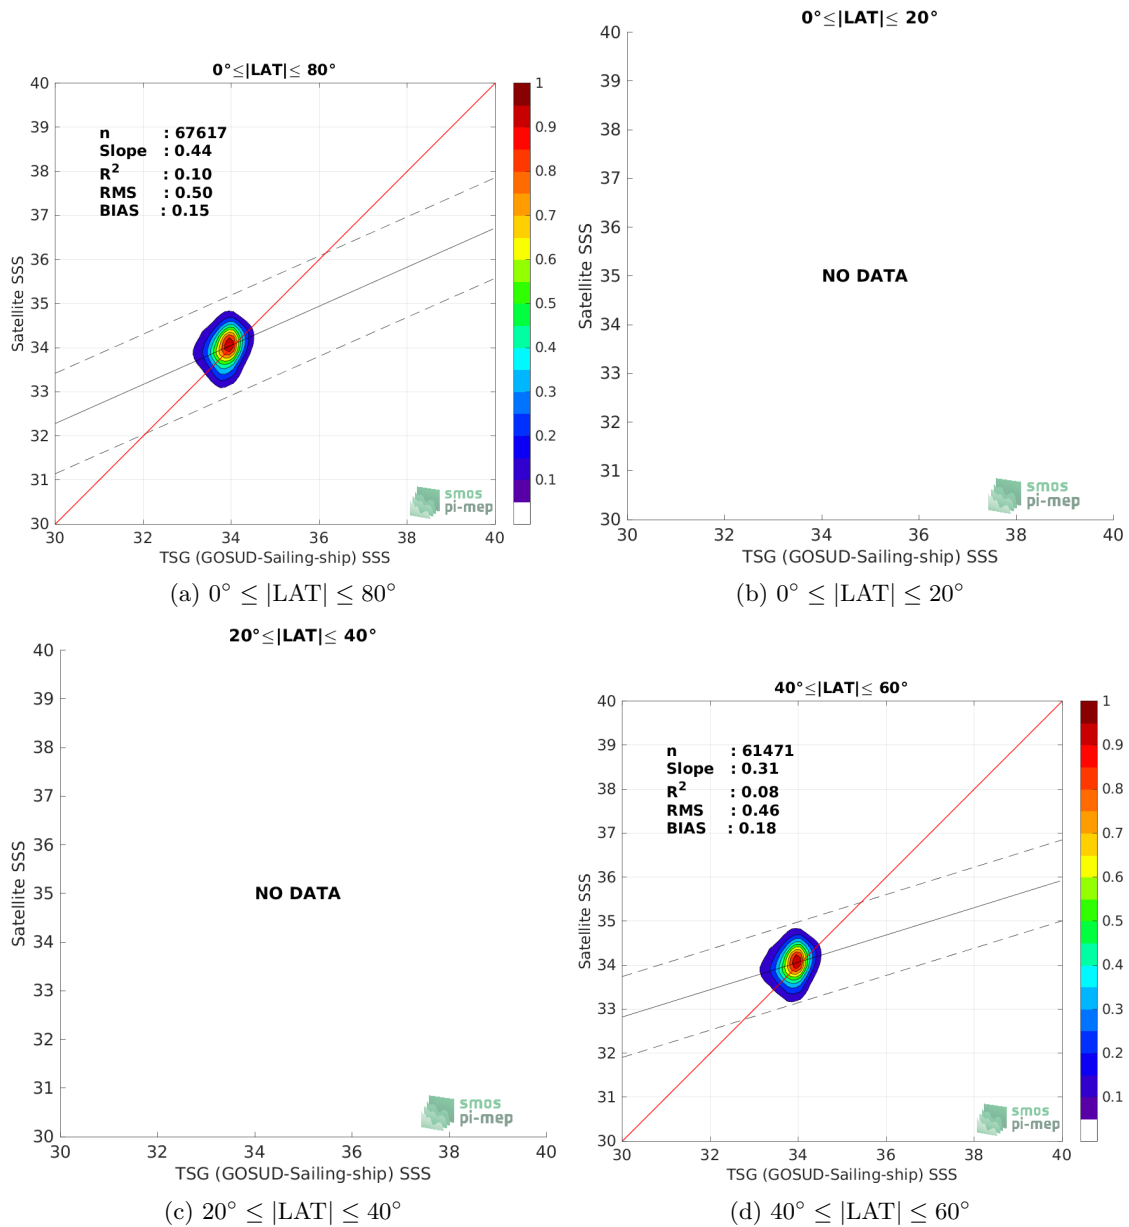 0°≤|LAT|≤ 80°
40
39
38
37
36
35
34
33
32
31
30
Satellite SSS
n : 67617
Slope : 0.44
R² : 0.10
RMS : 0.50
BIAS : 0.15
1
0.9
0.8
0.7
0.6
0.5
0.4
0.3
0.2
0.1
smos
pi-mep
30 32 34 36 38 40
TSG (GOSUD-Sailing-ship) SSS
(a) 0° ≤ |LAT| ≤ 80°
0°≤|LAT|≤ 20°
40
39
38
37
36
35
34
33
32
31
30
Satellite SSS
NO DATA
smos
pi-mep
30 32 34 36 38 40
TSG (GOSUD-Sailing-ship) SSS
(b) 0° ≤ |LAT| ≤ 20°
20°≤|LAT|≤ 40°
40
39
38
37
36
35
34
33
32
31
30
Satellite SSS
NO DATA
smos
pi-mep
30 32 34 36 38 40
TSG (GOSUD-Sailing-ship) SSS
(c) 20° ≤ |LAT| ≤ 40°
40°≤|LAT|≤ 60°
40
39
38
37
36
35
34
33
32
31
30
Satellite SSS
n : 61471
Slope : 0.31
R² : 0.08
RMS : 0.46
BIAS : 0.18
1
0.9
0.8
0.7
0.6
0.5
0.4
0.3
0.2
0.1
smos
pi-mep
30 32 34 36 38 40
TSG (GOSUD-Sailing-ship) SSS
(d) 40° ≤ |LAT| ≤ 60°